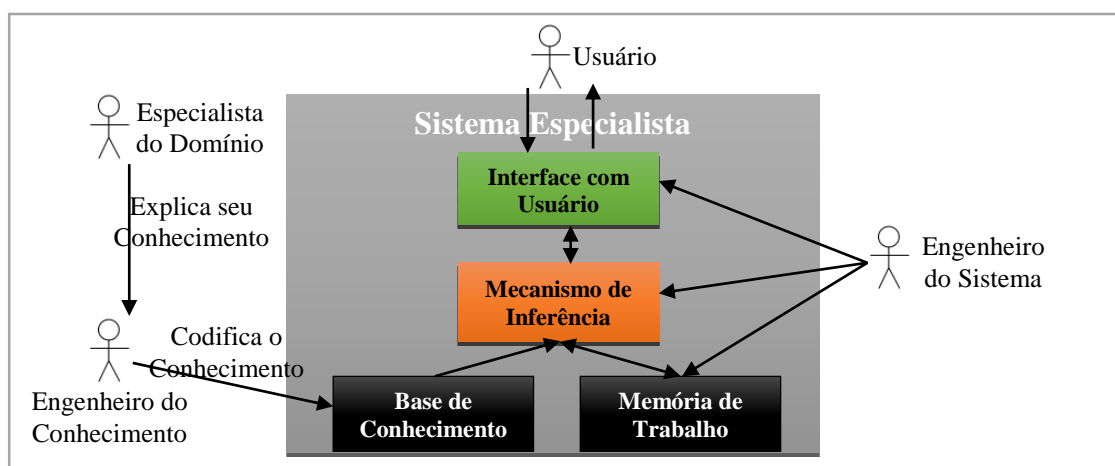 Usuário
Especialista
do Domínio
Sistema Especialista
Interface com
Usuário
Explica seu
Conhecimento
Engenheiro
do Sistema
Mecanismo de
Inferência
Codifica o
Conhecimento
Engenheiro do
Conhecimento
Base de
Conhecimento
Memória de
Trabalho